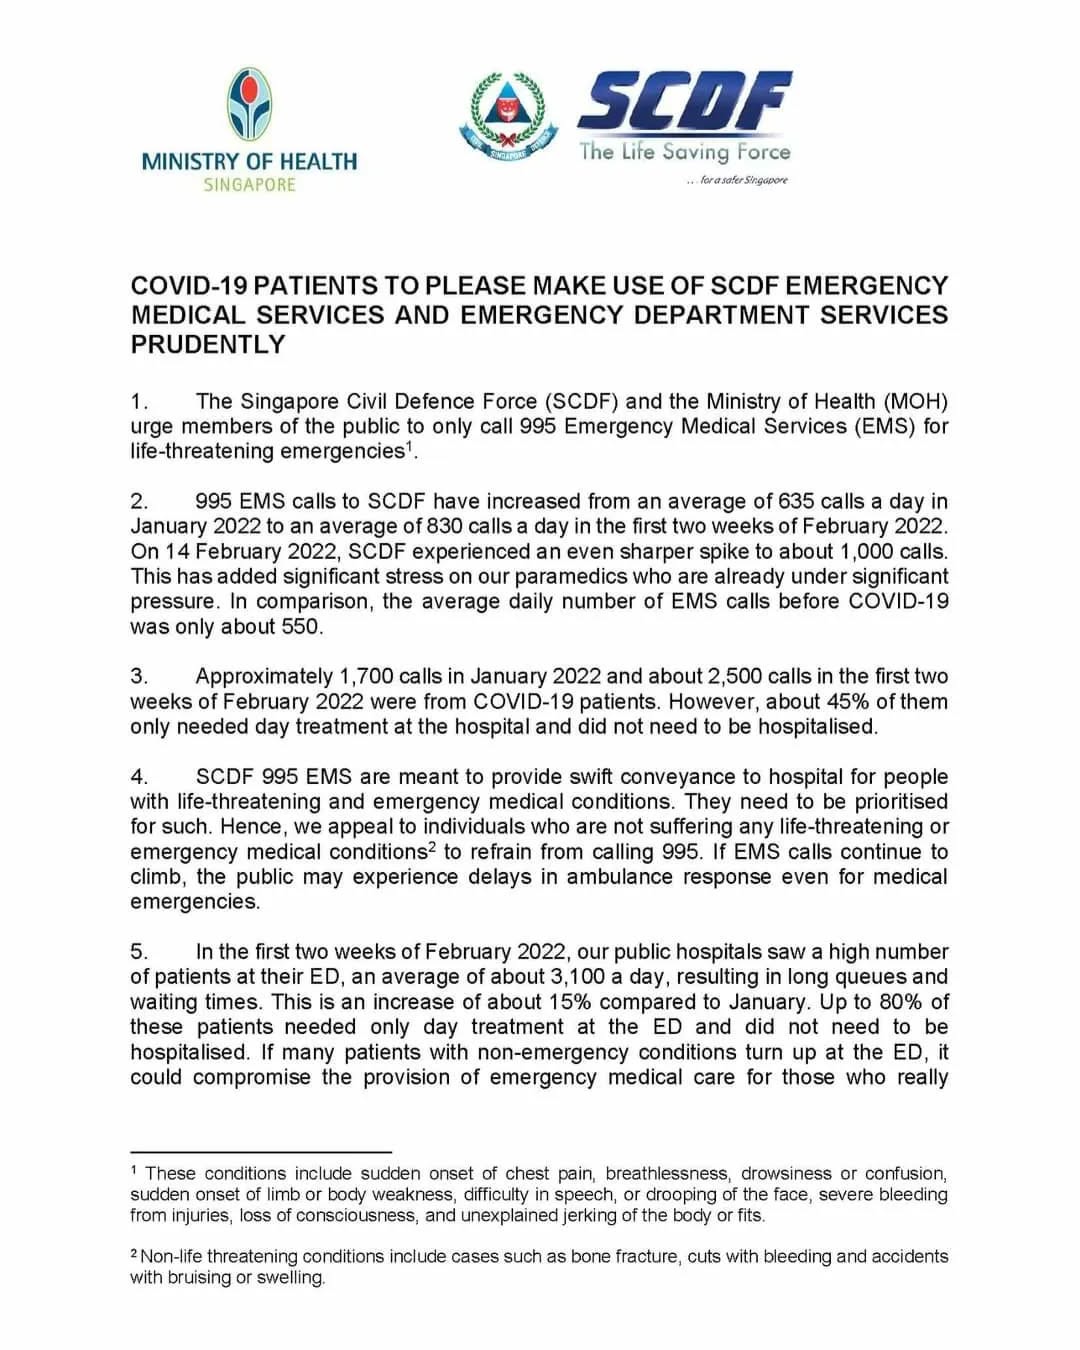 MINISTRY OF HEALTH
SINGAPORE
SINGAPORE
SCDF
The Life Saving Force
... for a safer Singapore
COVID-19 PATIENTS TO PLEASE MAKE USE OF SCDF EMERGENCY
MEDICAL SERVICES AND EMERGENCY DEPARTMENT SERVICES
PRUDENTLY
1. The Singapore Civil Defence Force (SCDF) and the Ministry of Health (MOH)
urge members of the public to only call 995 Emergency Medical Services (EMS) for
life-threatening emergencies¹.
2. 995 EMS calls to SCDF have increased from an average of 635 calls a day in
January 2022 to an average of 830 calls a day in the first two weeks of February 2022.
On 14 February 2022, SCDF experienced an even sharper spike to about 1,000 calls.
This has added significant stress on our paramedics who are already under significant
pressure. In comparison, the average daily number of EMS calls before COVID-19
was only about 550.
3. Approximately 1,700 calls in January 2022 and about 2,500 calls in the first two
weeks of February 2022 were from COVID-19 patients. However, about 45% of them
only needed day treatment at the hospital and did not need to be hospitalised.
4. SCDF 995 EMS are meant to provide swift conveyance to hospital for people
with life-threatening and emergency medical conditions. They need to be prioritised
for such. Hence, we appeal to individuals who are not suffering any life-threatening or
emergency medical conditions² to refrain from calling 995. If EMS calls continue to
climb, the public may experience delays in ambulance response even for medical
emergencies.
5. In the first two weeks of February 2022, our public hospitals saw a high number
of patients at their ED, an average of about 3,100 a day, resulting in long queues and
waiting times. This is an increase of about 15% compared to January. Up to 80% of
these patients needed only day treatment at the ED and did not need to be
hospitalised. If many patients with non-emergency conditions turn up at the ED, it
could compromise the provision of emergency medical care for those who really
¹ These conditions include sudden onset of chest pain, breathlessness, drowsiness or confusion,
sudden onset of limb or body weakness, difficulty in speech, or drooping of the face, severe bleeding
from injuries, loss of consciousness, and unexplained jerking of the body or fits.
² Non-life threatening conditions include cases such as bone fracture, cuts with bleeding and accidents
with bruising or swelling.